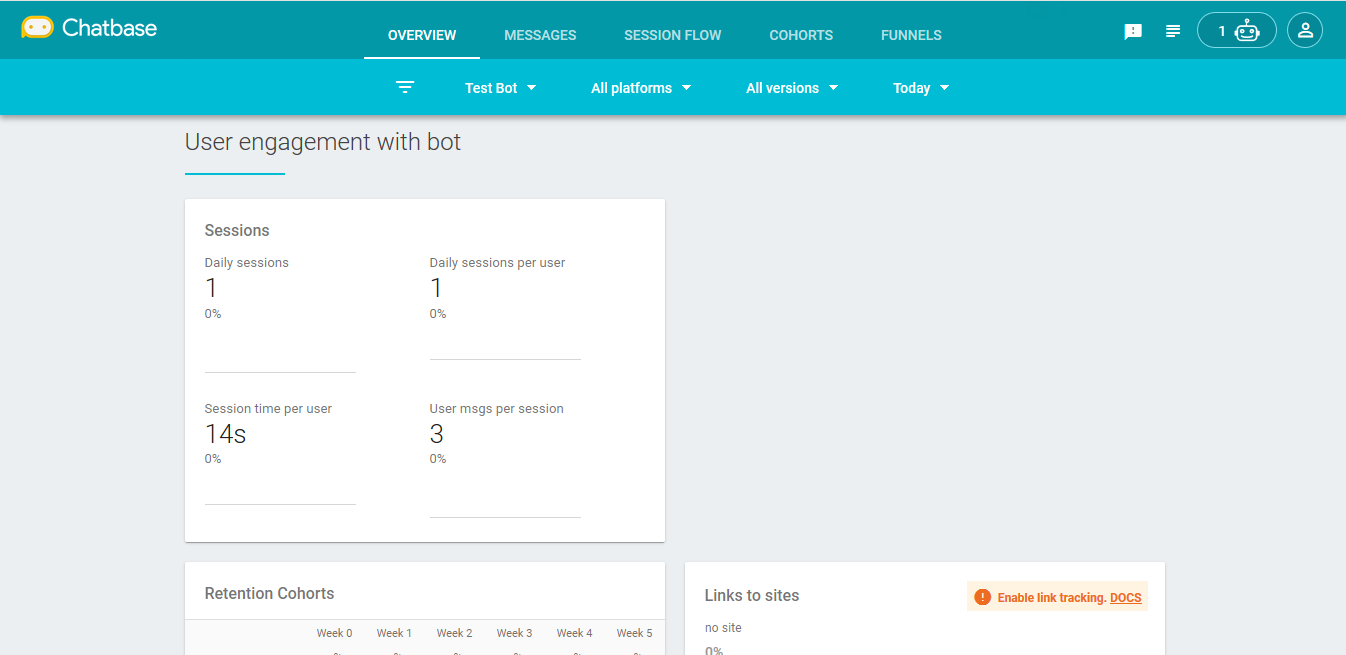 Chatbase
OVERVIEW MESSAGES SESSION FLOW COHORTS FUNNELS 1
Test Bot All platforms All versions Today
User engagement with bot
Sessions
Daily sessions Daily sessions per user
1 1
0% 0%
Session time per user User msgs per session
14s 3
0% 0%
Retention Cohorts
Week 0 Week 1 Week 2 Week 3 Week 4 Week 5
Links to sites Enable link tracking. DOCS
no site
0%